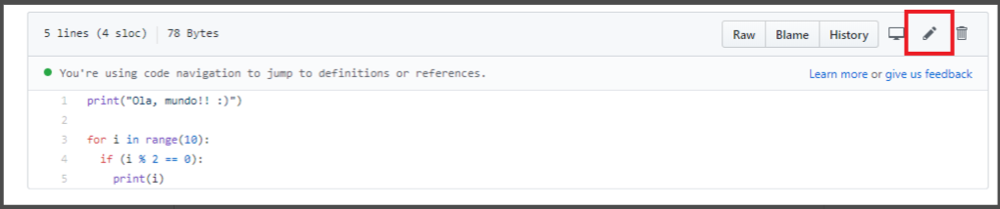 5 lines (4 sloc) 78 Bytes Raw Blame History
You're using code navigation to jump to definitions or references. Learn more or give us feedback
1 print("Ola, mundo!! :)")
2
3 for i in range(10):
4 if (i % 2 == 0):
5 print(i)